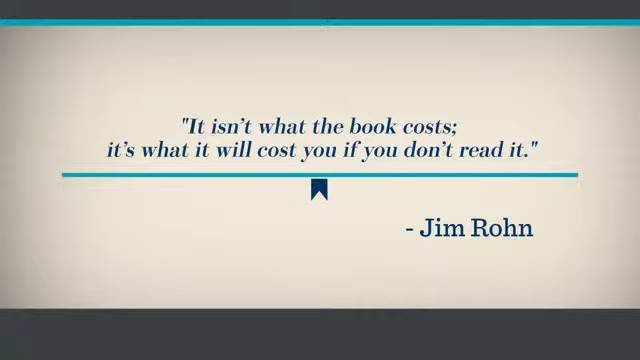 "It isn’t what the book costs;
it’s what it will cost you if you don’t read it."
- Jim Rohn